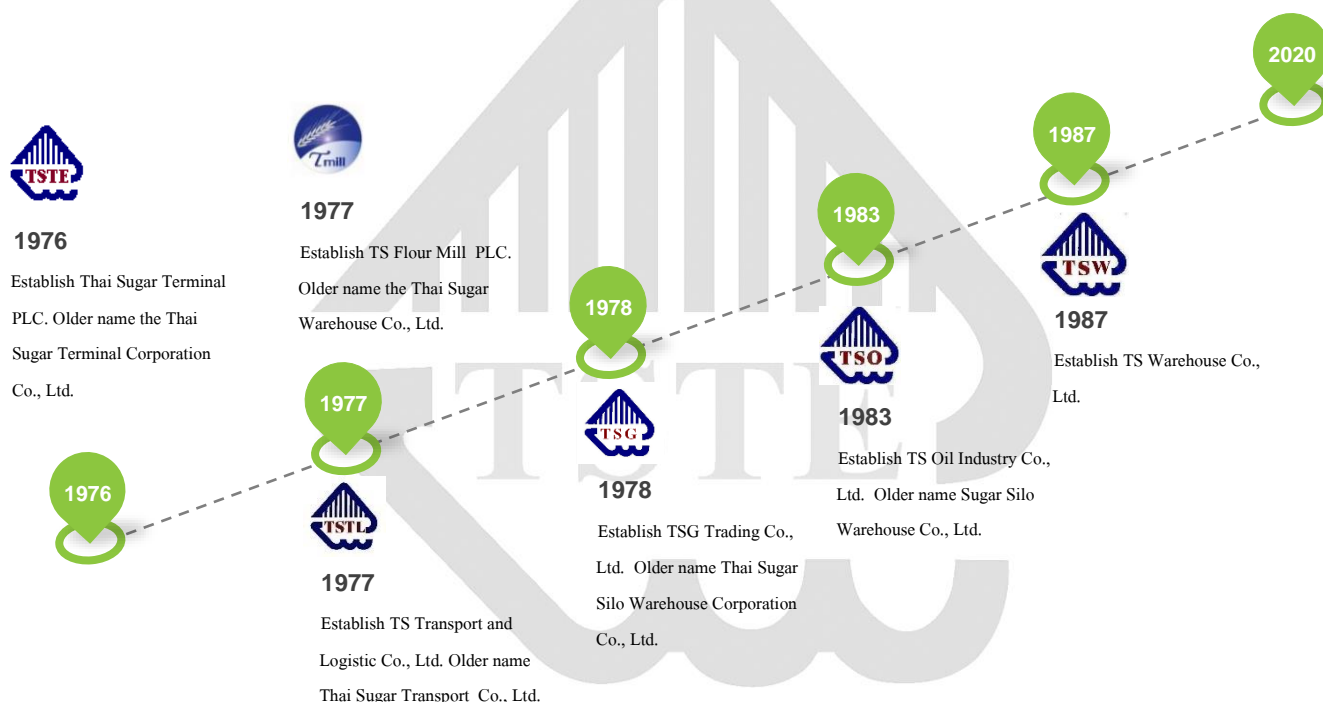 2020
1987
1983
1978
1977
1976
TSTE
1976
Establish Thai Sugar Terminal
PLC. Older name the Thai
Sugar Terminal Corporation
Co., Ltd.
Tmill
1977
Establish TS Flour Mill PLC.
Older name the Thai Sugar
Warehouse Co., Ltd.
TSTL
1977
Establish TS Transport and
Logistic Co., Ltd. Older name
Thai Sugar Transport Co., Ltd.
TSG
1978
Establish TSG Trading Co.,
Ltd. Older name Thai Sugar
Silo Warehouse Corporation
Co., Ltd.
TSO
1983
Establish TS Oil Industry Co.,
Ltd. Older name Sugar Silo
Warehouse Co., Ltd.
TSW
1987
Establish TS Warehouse Co.,
Ltd.
TSTE